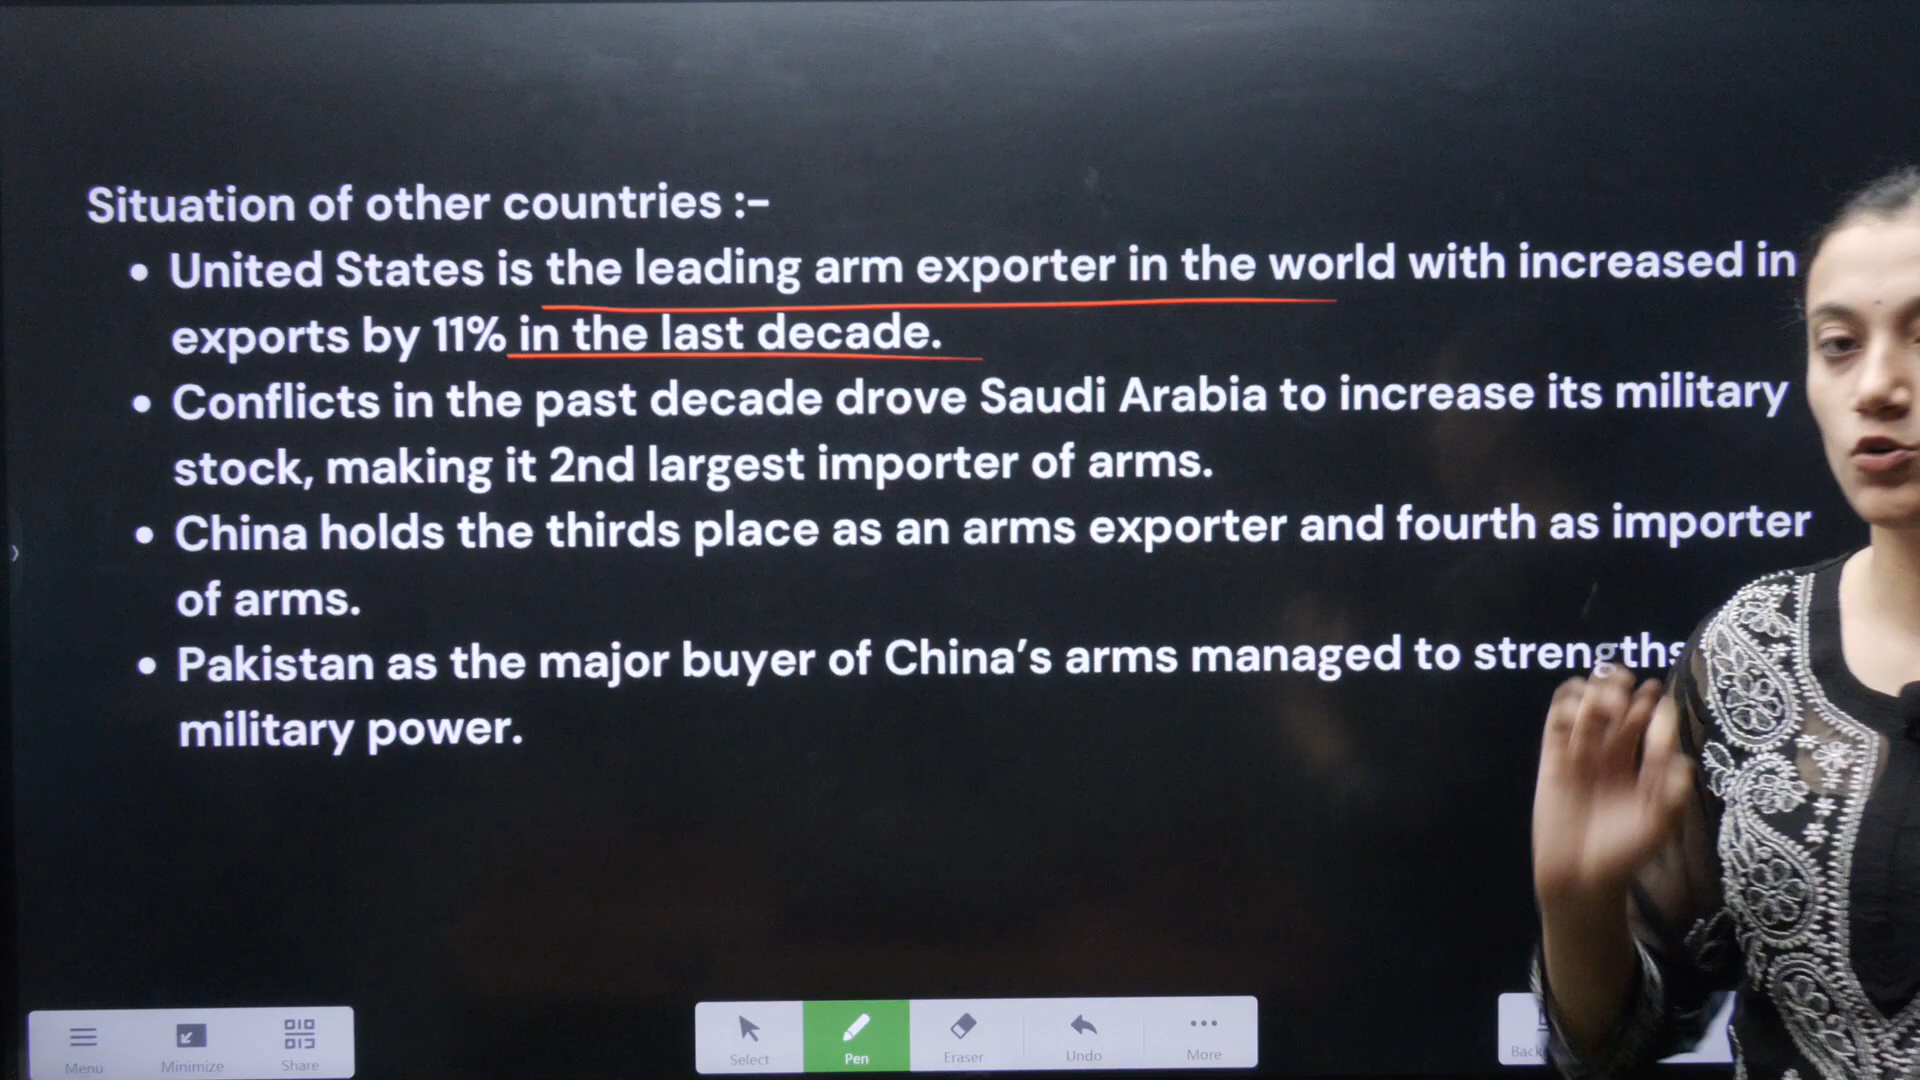 Situation of other countries :-
• United States is the leading arm exporter in the world with increased in
exports by 11% in the last decade.
• Conflicts in the past decade drove Saudi Arabia to increase its military
stock, making it 2nd largest importer of arms.
• China holds the thirds place as an arms exporter and fourth as importer
of arms.
• Pakistan as the major buyer of China's arms managed to strengths
military power.
Menu Minimize Share Select Pen Eraser Undo More Back